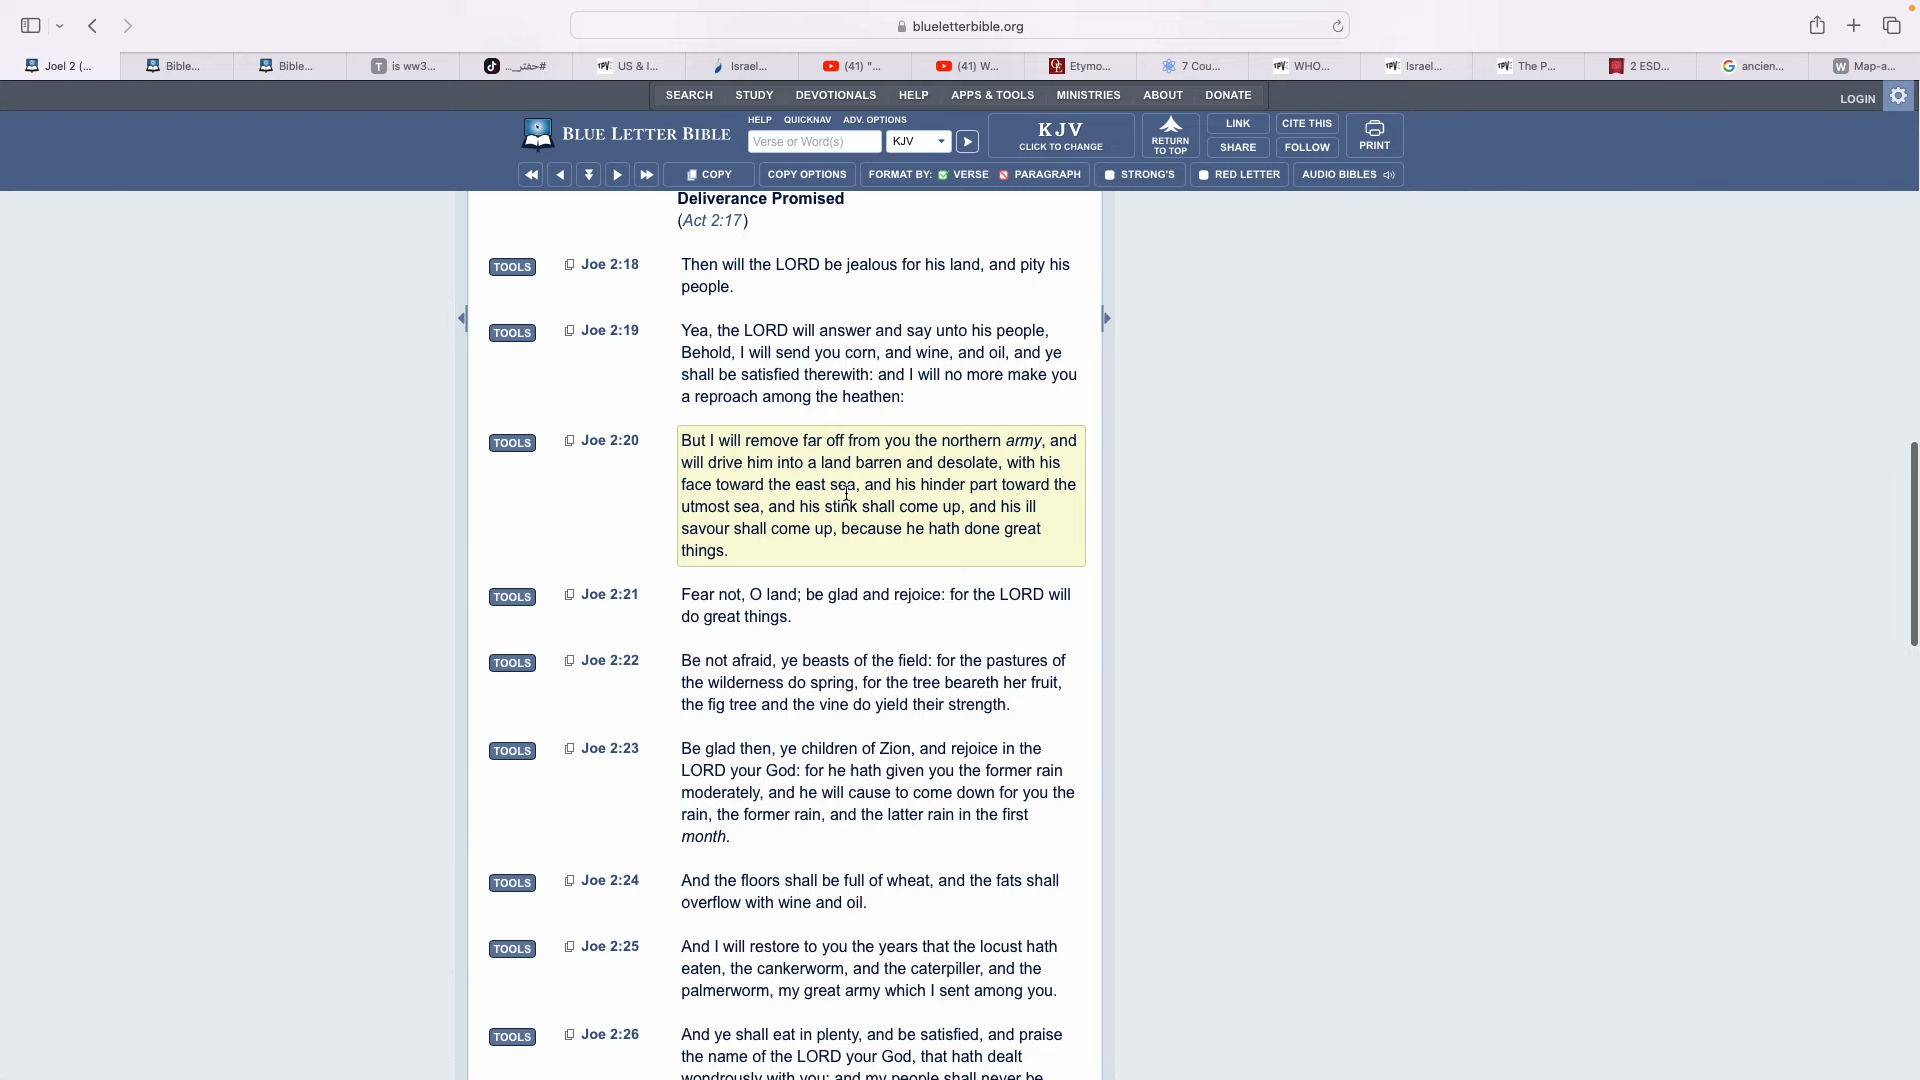 blueletterbible.org
Joel 2 (...
Bible...
Bible...
is ww3...
#حفتر_...
US & I...
Israel...
(41) "...
(41) W...
Etymo...
7 Cou...
WHO...
Israel...
The P...
2 ESD...
ancien...
Map-a...
SEARCH STUDY DEVOTIONALS HELP APPS & TOOLS MINISTRIES ABOUT DONATE
LOGIN
BLUE LETTER BIBLE
HELP QUICKNAV ADV. OPTIONS
Verse or Word(s)
KJV
KJV
CLICK TO CHANGE
RETURN
TO TOP
LINK
CITE THIS
SHARE
FOLLOW
PRINT
COPY
COPY OPTIONS
FORMAT BY: VERSE PARAGRAPH
STRONG'S
RED LETTER
AUDIO BIBLES
Deliverance Promised
(Act 2:17)
TOOLS Joe 2:18 Then will the LORD be jealous for his land, and pity his
people.
TOOLS Joe 2:19 Yea, the LORD will answer and say unto his people,
Behold, I will send you corn, and wine, and oil, and ye
shall be satisfied therewith: and I will no more make you
a reproach among the heathen:
TOOLS Joe 2:20 But I will remove far off from you the northern army, and
will drive him into a land barren and desolate, with his
face toward the east sea, and his hinder part toward the
utmost sea, and his stink shall come up, and his ill
savour shall come up, because he hath done great
things.
TOOLS Joe 2:21 Fear not, O land; be glad and rejoice: for the LORD will
do great things.
TOOLS Joe 2:22 Be not afraid, ye beasts of the field: for the pastures of
the wilderness do spring, for the tree beareth her fruit,
the fig tree and the vine do yield their strength.
TOOLS Joe 2:23 Be glad then, ye children of Zion, and rejoice in the
LORD your God: for he hath given you the former rain
moderately, and he will cause to come down for you the
rain, the former rain, and the latter rain in the first
month.
TOOLS Joe 2:24 And the floors shall be full of wheat, and the fats shall
overflow with wine and oil.
TOOLS Joe 2:25 And I will restore to you the years that the locust hath
eaten, the cankerworm, and the caterpiller, and the
palmerworm, my great army which I sent among you.
TOOLS Joe 2:26 And ye shall eat in plenty, and be satisfied, and praise
the name of the LORD your God, that hath dealt
wondrously with you: and my people shall never be